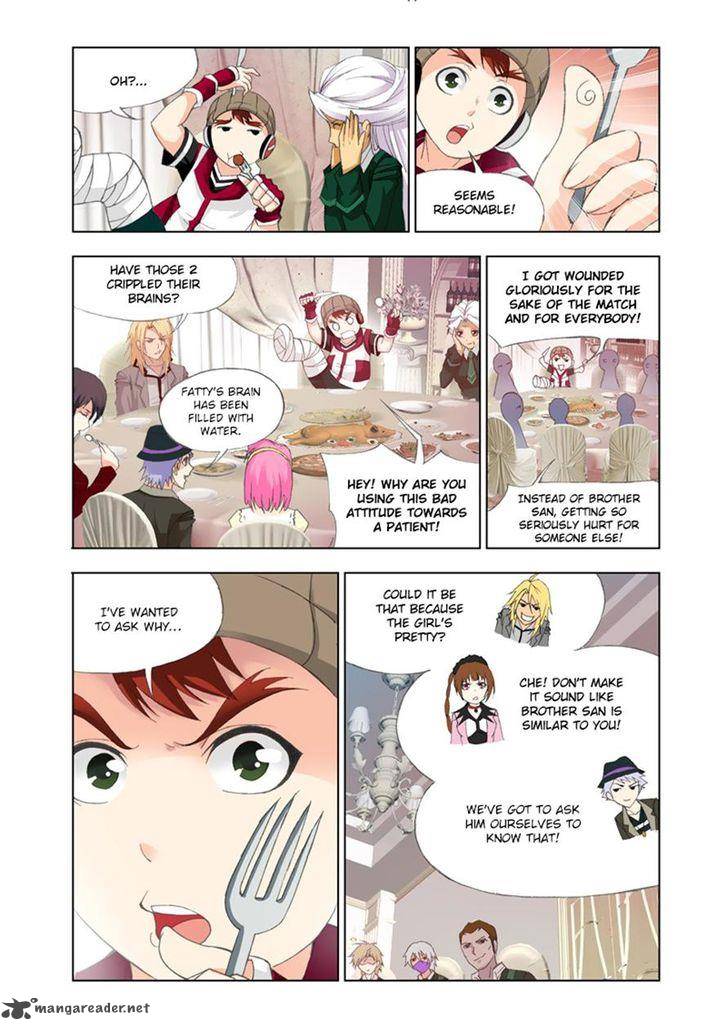 OH?...
SEEMS
REASONABLE!
HAVE THOSE 2
CRIPPLED THEIR
BRAINS?
FATTY'S BRAIN
HAS BEEN
FILLED WITH
WATER.
HEY! WHY ARE YOU
USING THIS BAD
ATTITUDE TOWARDS
A PATIENT!
I GOT WOUNDED
GLORIOUSLY FOR THE
SAKE OF THE MATCH
AND FOR EVERYBODY!
INSTEAD OF BROTHER
SAN, GETTING SO
SERIOUSLY HURT FOR
SOMEONE ELSE!
I'VE WANTED
TO ASK WHY...
COULD IT BE
THAT BECAUSE
THE GIRL'S
PRETTY?
CHE! DON'T MAKE
IT SOUND LIKE
BROTHER SAN IS
SIMILAR TO YOU!
WE'VE GOT TO ASK
HIM OURSELVES TO
KNOW THAT!
mangareader.net